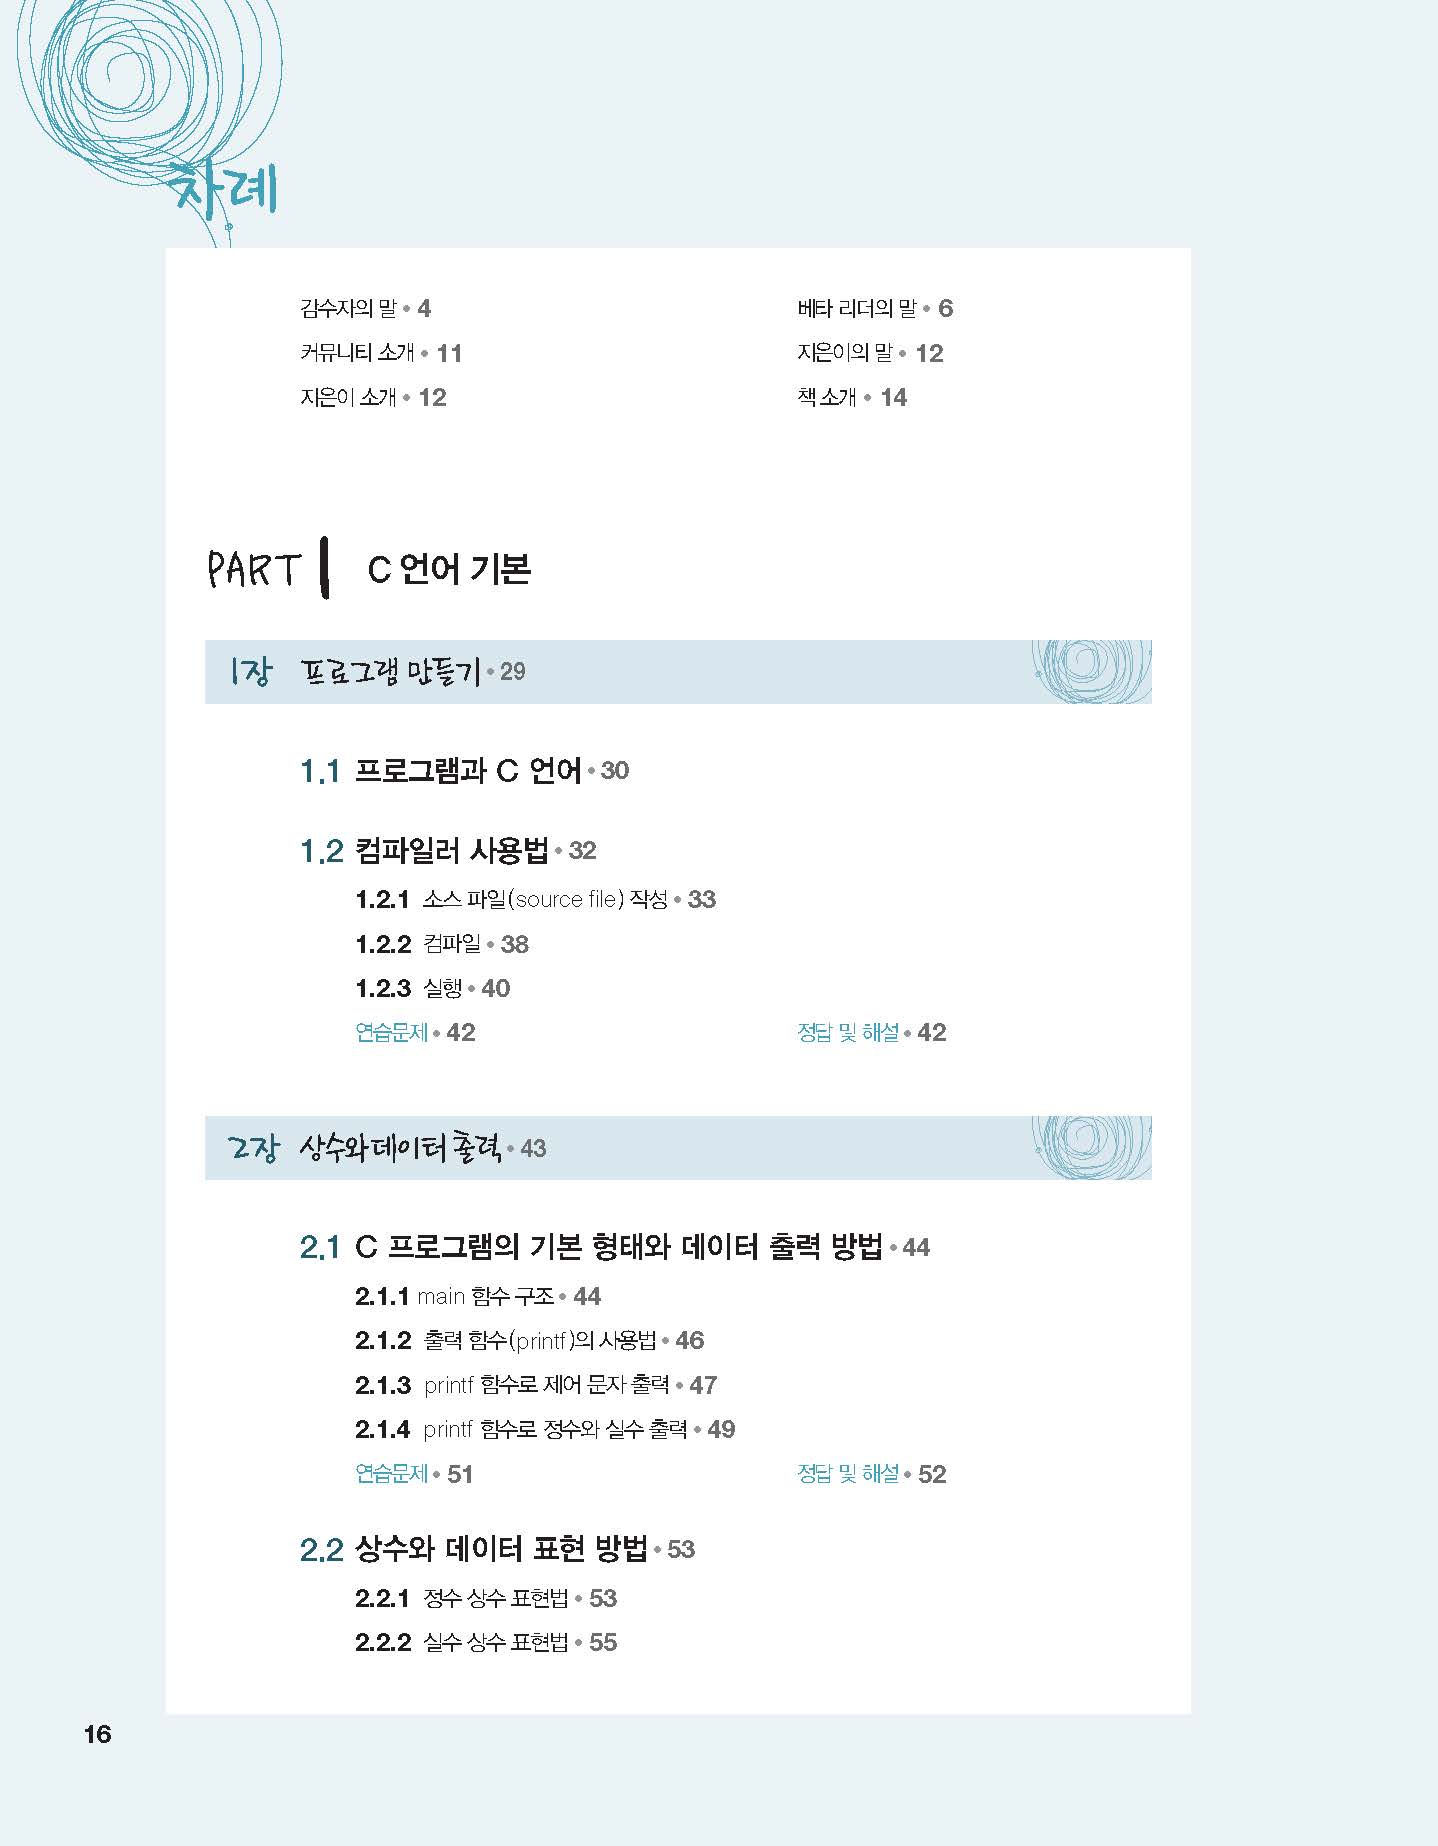 차례
감수자의 말 • 4
베타 리더의 말 • 6
커뮤니티 소개 • 11
지은이의 말 • 12
지은이 소개 • 12
책 소개 • 14
PART 1 C 언어 기본
1장 프로그램 만들기 • 29
1.1 프로그램과 C 언어 • 30
1.2 컴파일러 사용법 • 32
1.2.1 소스 파일(source file) 작성 • 33
1.2.2 컴파일 • 38
1.2.3 실행 • 40
연습문제 • 42
정답 및 해설 • 42
2장 상수와 데이터 출력 • 43
2.1 C 프로그램의 기본 형태와 데이터 출력 방법 • 44
2.1.1 main 함수 구조 • 44
2.1.2 출력 함수(printf)의 사용법 • 46
2.1.3 printf 함수로 제어 문자 출력 • 47
2.1.4 printf 함수로 정수와 실수 출력 • 49
연습문제 • 51
정답 및 해설 • 52
2.2 상수와 데이터 표현 방법 • 53
2.2.1 정수 상수 표현법 • 53
2.2.2 실수 상수 표현법 • 55
16